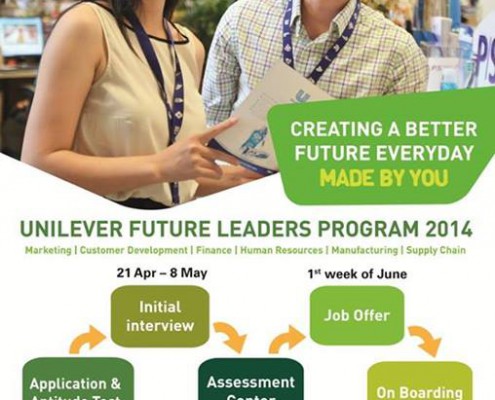 CREATING A BETTER
FUTURE EVERYDAY
MADE BY YOU
UNILEVER FUTURE LEADERS PROGRAM 2014
Marketing | Customer Development | Finance | Human Resources | Manufacturing | Supply Chain
21 Apr – 8 May
1st week of June
Initial
interview
Job Offer
Application &
Aptitude Test
Assessment
Center
On Boarding